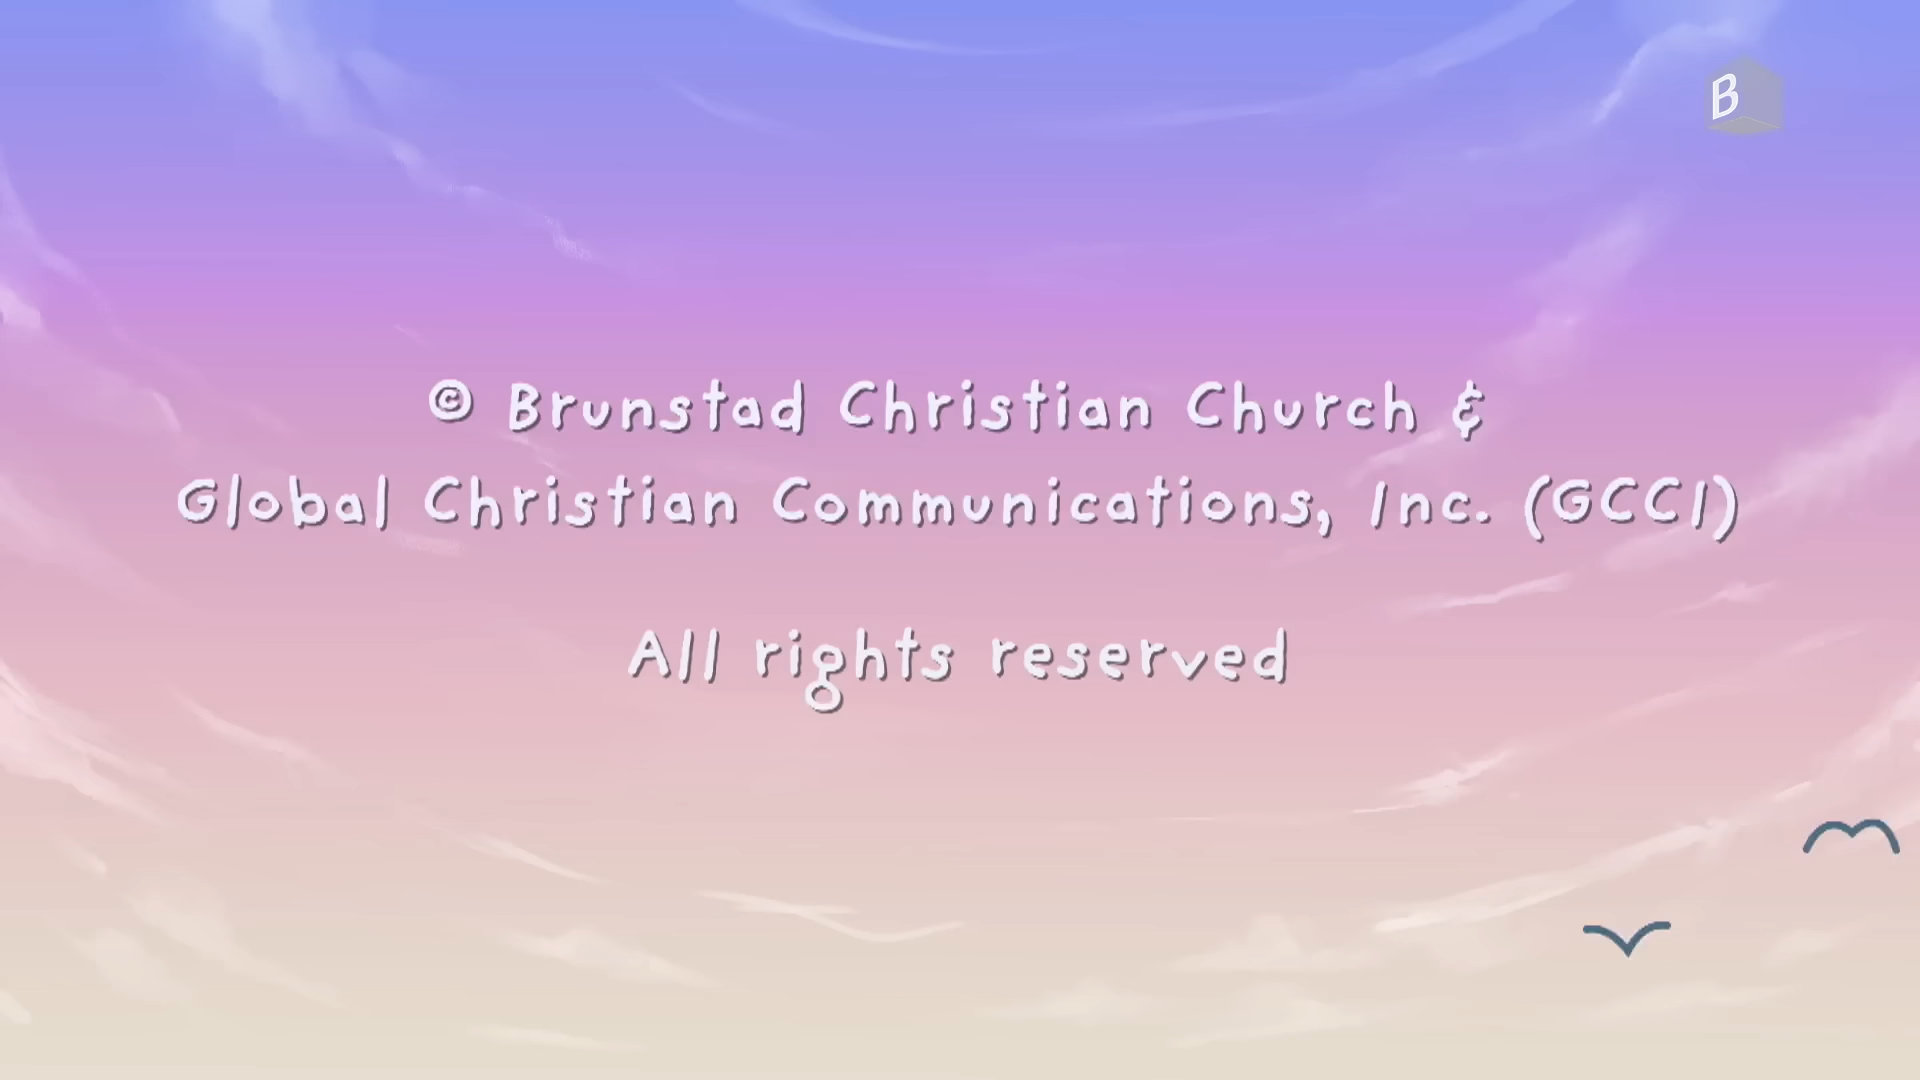 B
© Brunstad Christian Church &
Global Christian Communications, Inc. (GCCI)
All rights reserved